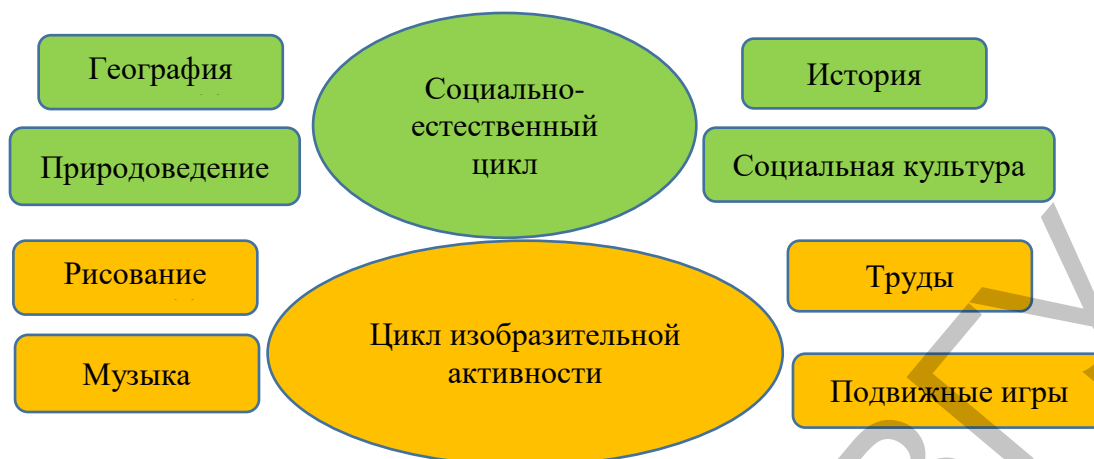 География
Социально-
естественный
цикл
История
Природоведение
Социальная культура
Рисование
Цикл изобразительной
активности
Труды
Музыка
Подвижные игры